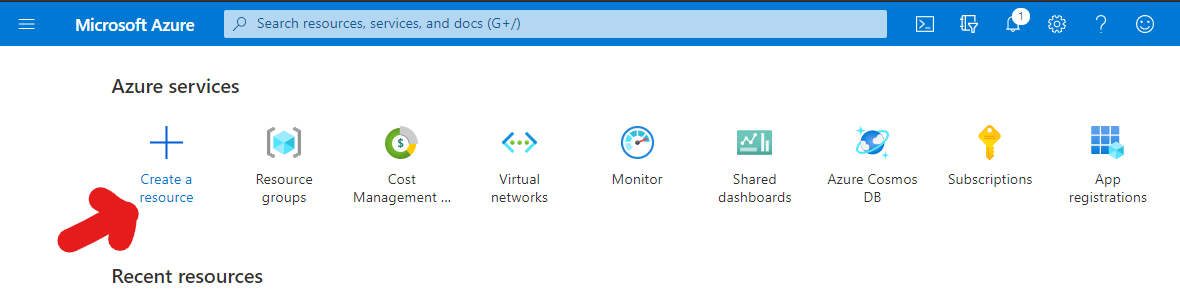 Microsoft Azure
Search resources, services, and docs (G+/)
1
Azure services
$
Create a
resource
Resource
groups
Cost
Management ...
Virtual
networks
Monitor
Shared
dashboards
Azure Cosmos
DB
Subscriptions
App
registrations
Recent resources